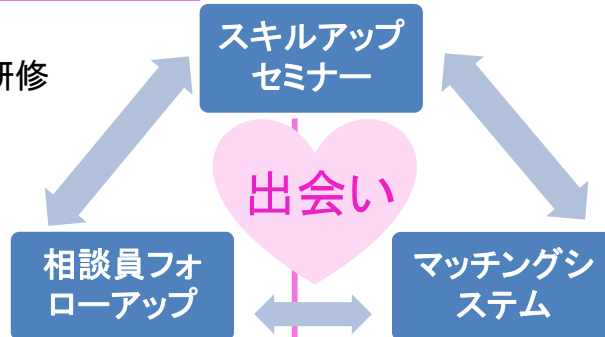 スキルアップ
セミナー
研修
出会い
相談員フォ
ローアップ
マッチングシ
ステム